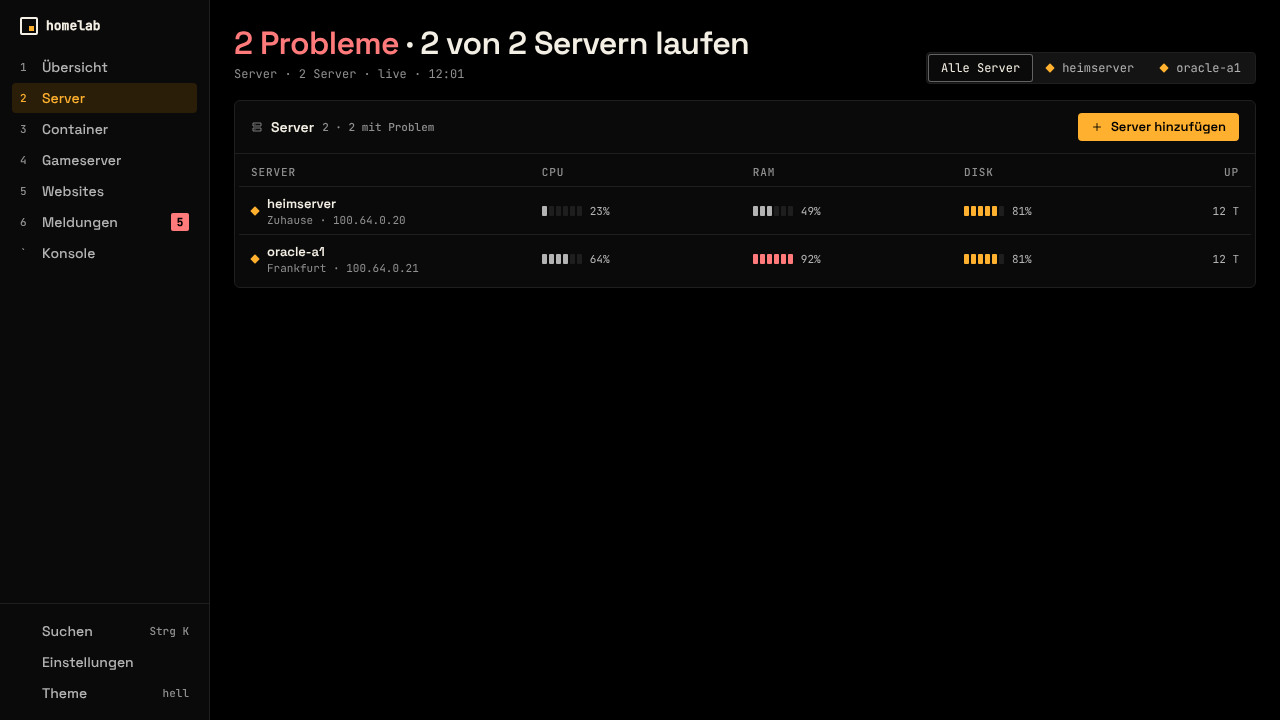 homelab
1 Übersicht
2 Server
3 Container
4 Gameserver
5 Websites
6 Meldungen 5
` Konsole
Suchen Strg K
Einstellungen
Theme hell
2 Probleme · 2 von 2 Servern laufen
Server · 2 Server · live · 12:01
Alle Server heimserver oracle-a1
Server 2 · 2 mit Problem + Server hinzufügen
SERVER CPU RAM DISK UP
heimserver
Zuhause · 100.64.0.20 23% 49% 81% 12 T
oracle-a1
Frankfurt · 100.64.0.21 64% 92% 81% 12 T